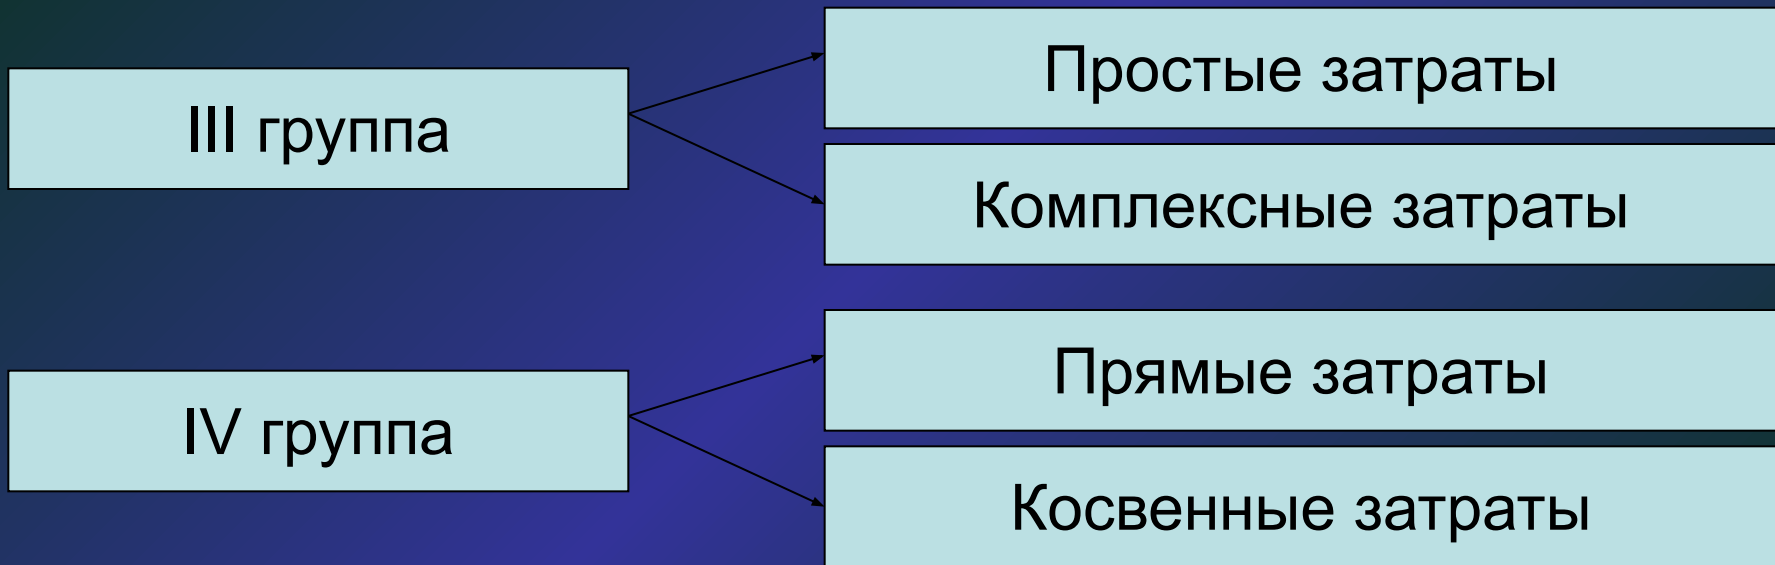 III группа
Простые затраты
Комплексные затраты
IV группа
Прямые затраты
Косвенные затраты